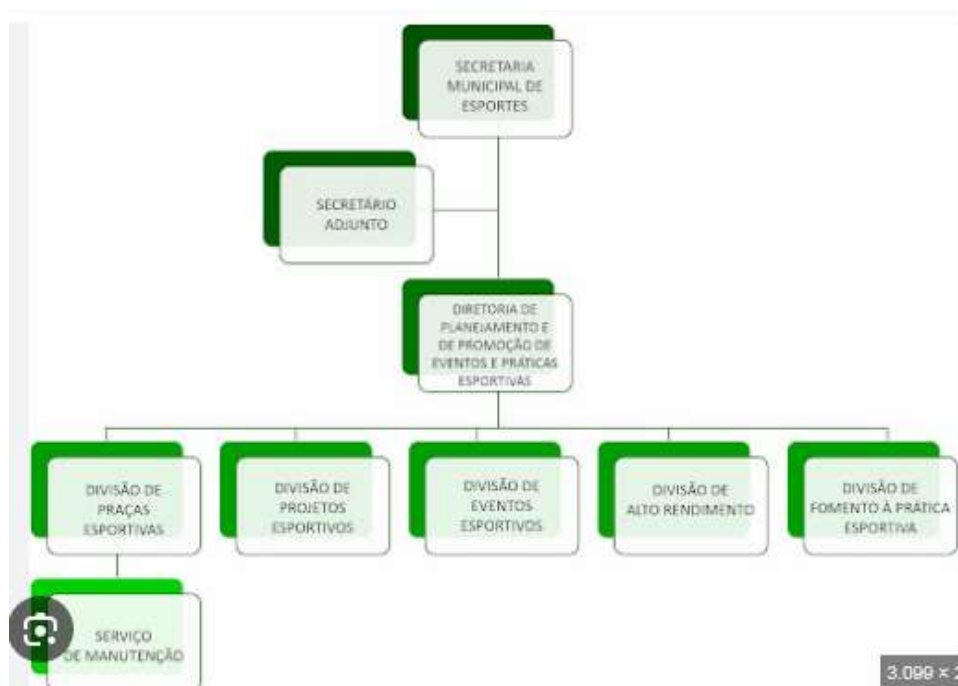 SECRETARIA
MUNICIPAL DE
ESPORTES
SECRETÁRIO
ADJUNTO
DIRETORIA DE
PLANEJAMENTO E
DE PROMOÇÃO DE
EVENTOS E PRÁTICAS
ESPORTIVAS
DIVISÃO DE
PRAÇAS
ESPORTIVAS
DIVISÃO DE
PROJETOS
ESPORTIVOS
DIVISÃO DE
EVENTOS
ESPORTIVOS
DIVISÃO DE
ALTO RENDIMENTO
DIVISÃO DE
FOMENTO À PRÁTICA
ESPORTIVA
SERVIÇO
DE MANUTENÇÃO
3.099 ×